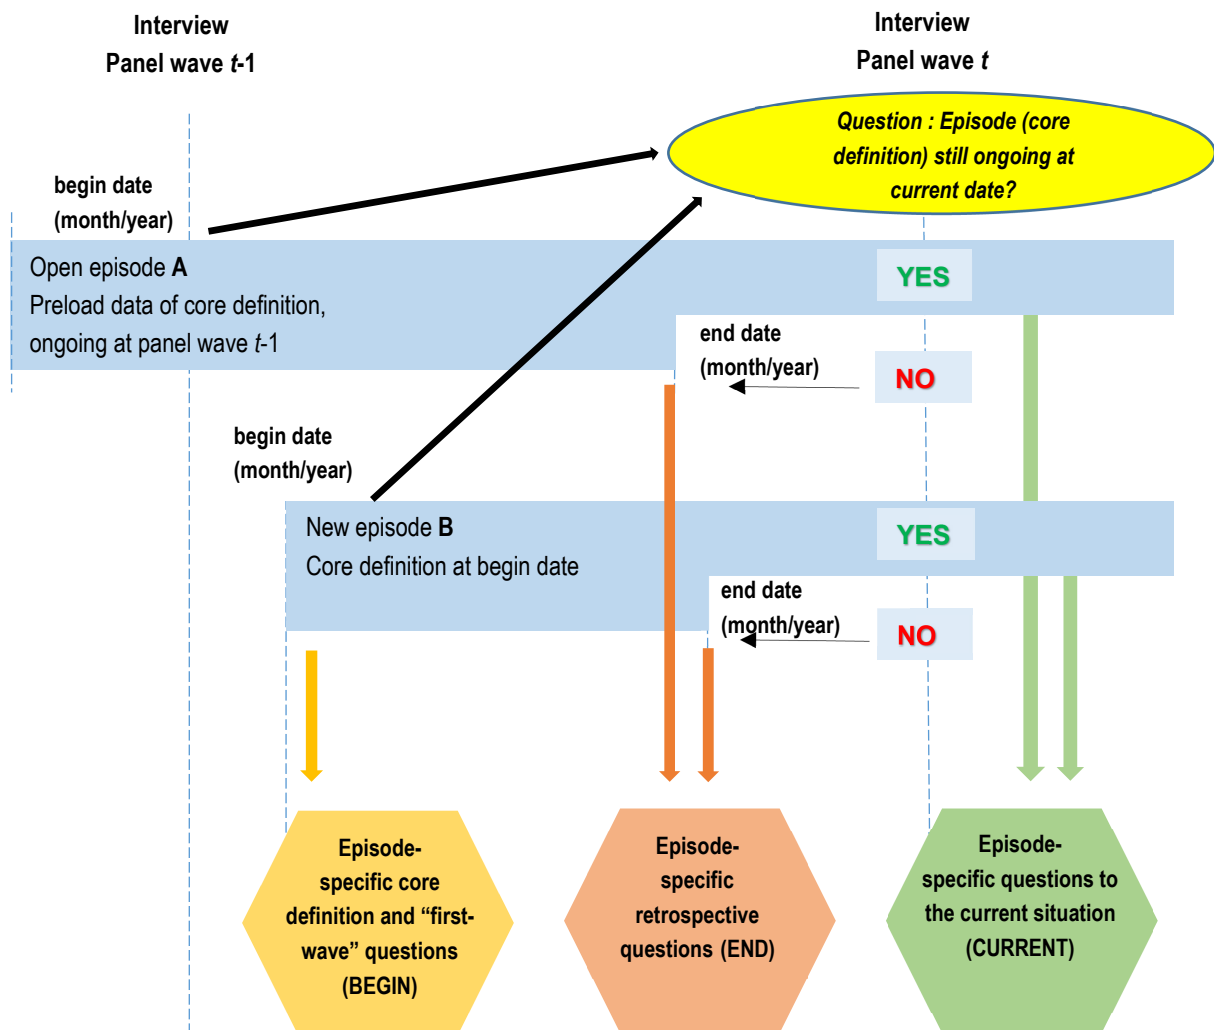 Interview
Panel wave t-1
Interview
Panel wave t
Question : Episode (core
definition) still ongoing at
current date?
begin date
(month/year)
Open episode A
Preload data of core definition,
ongoing at panel wave t-1
YES
end date
(month/year)
NO
begin date
(month/year)
New episode B
Core definition at begin date
YES
end date
(month/year)
NO
Episode-
specific core
definition and “first-
wave” questions
(BEGIN)
Episode-
specific
retrospective
questions (END)
Episode-
specific questions to
the current situation
(CURRENT)